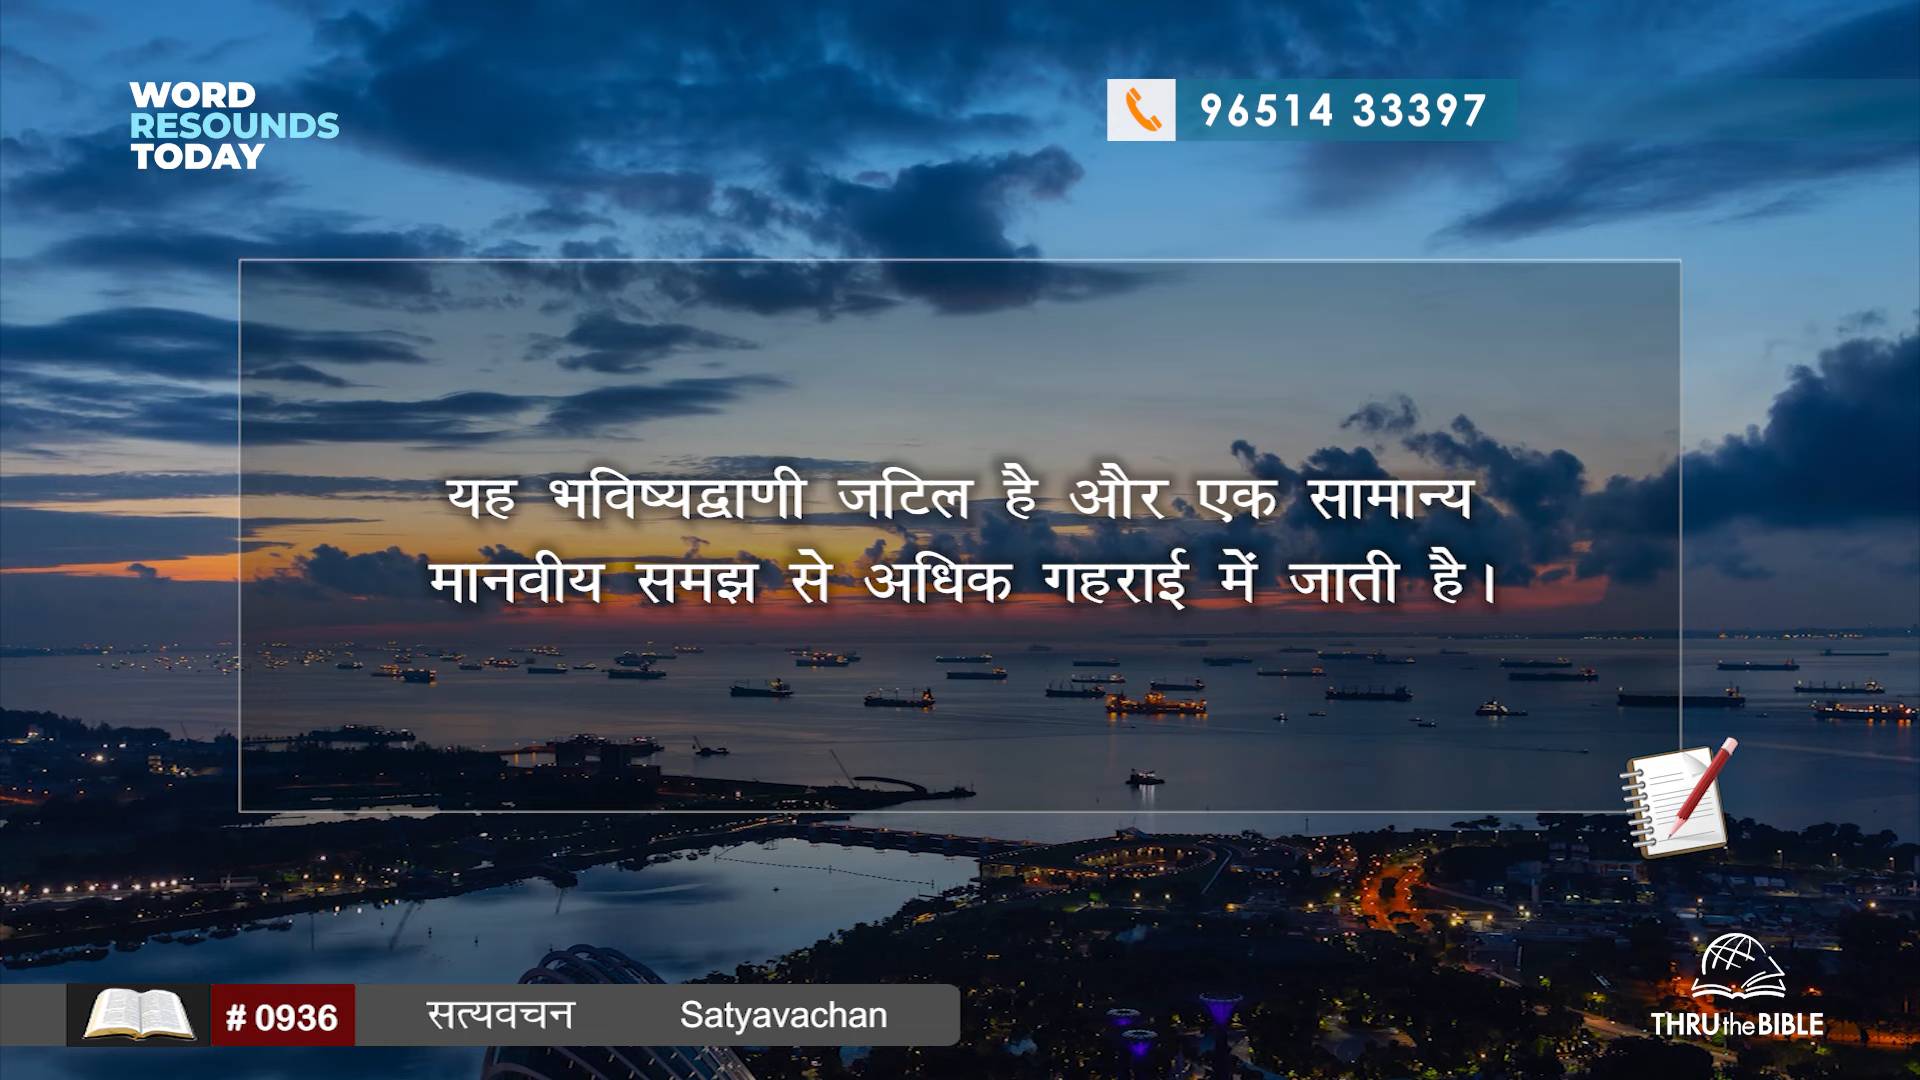 WORD
RESOUNDS
TODAY
96514 33397
यह भविष्यद्वाणी जटिल है और एक सामान्य
मानवीय समझ से अधिक गहराई में जाती है।
# 0936 सत्यवचन Satyavachan
THRU the BIBLE